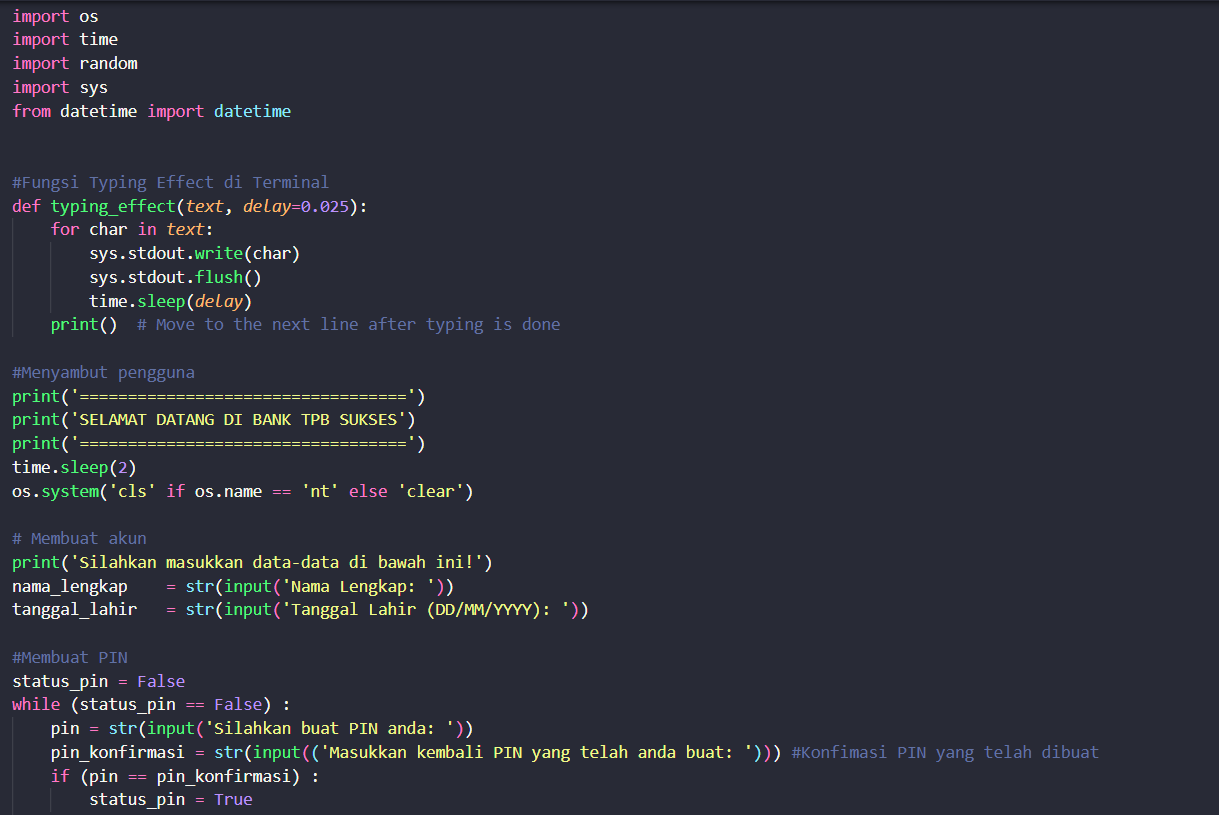 import os
import time
import random
import sys
from datetime import datetime
#Fungsi Typing Effect di Terminal
def typing_effect(text, delay=0.025):
    for char in text:
        sys.stdout.write(char)
        sys.stdout.flush()
        time.sleep(delay)
    print()  # Move to the next line after typing is done
#Menyambut pengguna
print('==================================')
print('SELAMAT DATANG DI BANK TPB SUKSES')
print('==================================')
time.sleep(2)
os.system('cls' if os.name == 'nt' else 'clear')
# Membuat akun
print('Silahkan masukkan data-data di bawah ini!')
nama_lengkap    = str(input('Nama Lengkap: '))
tanggal_lahir   = str(input('Tanggal Lahir (DD/MM/YYYY): '))
#Membuat PIN
status_pin = False
while (status_pin == False) :
    pin = str(input('Silahkan buat PIN anda: '))
    pin_konfirmasi = str(input(('Masukkan kembali PIN yang telah anda buat: '))) #Konfimasi PIN yang telah dibuat
    if (pin == pin_konfirmasi) :
        status_pin = True